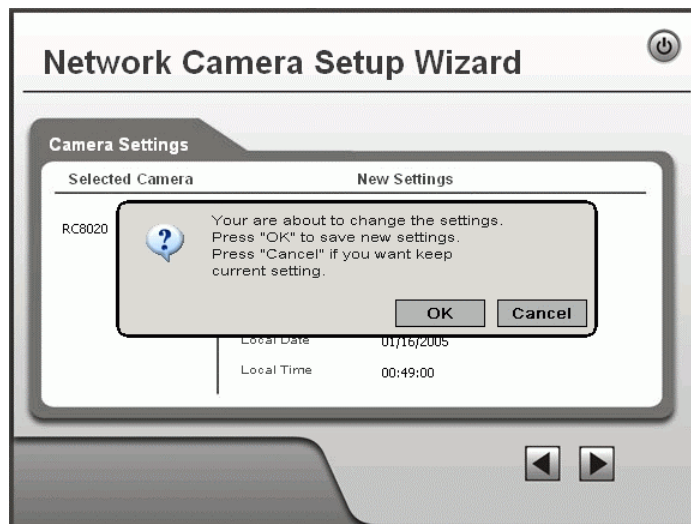 Network Camera Setup Wizard
Camera Settings
Selected Camera
New Settings
RC8020
Your are about to change the settings.
Press "OK" to save new settings.
Press "Cancel" if you want keep
current setting.
OK
Cancel
Local Date
01/16/2005
Local Time
00:49:00